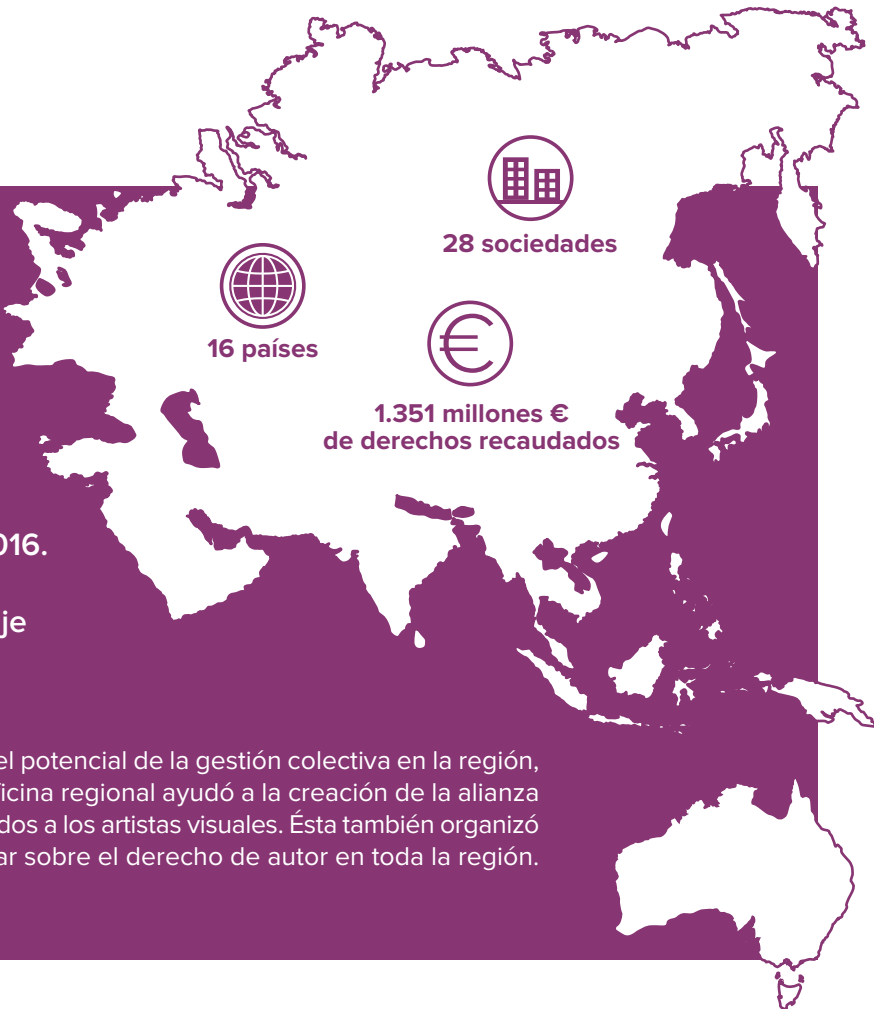 28 sociedades
16 países
1.351 millones €
de derechos recaudados
016.
je
el potencial de la gestión colectiva en la región,
icina regional ayudó a la creación de la alianza
dos a los artistas visuales. Ésta también organizó
ar sobre el derecho de autor en toda la región.